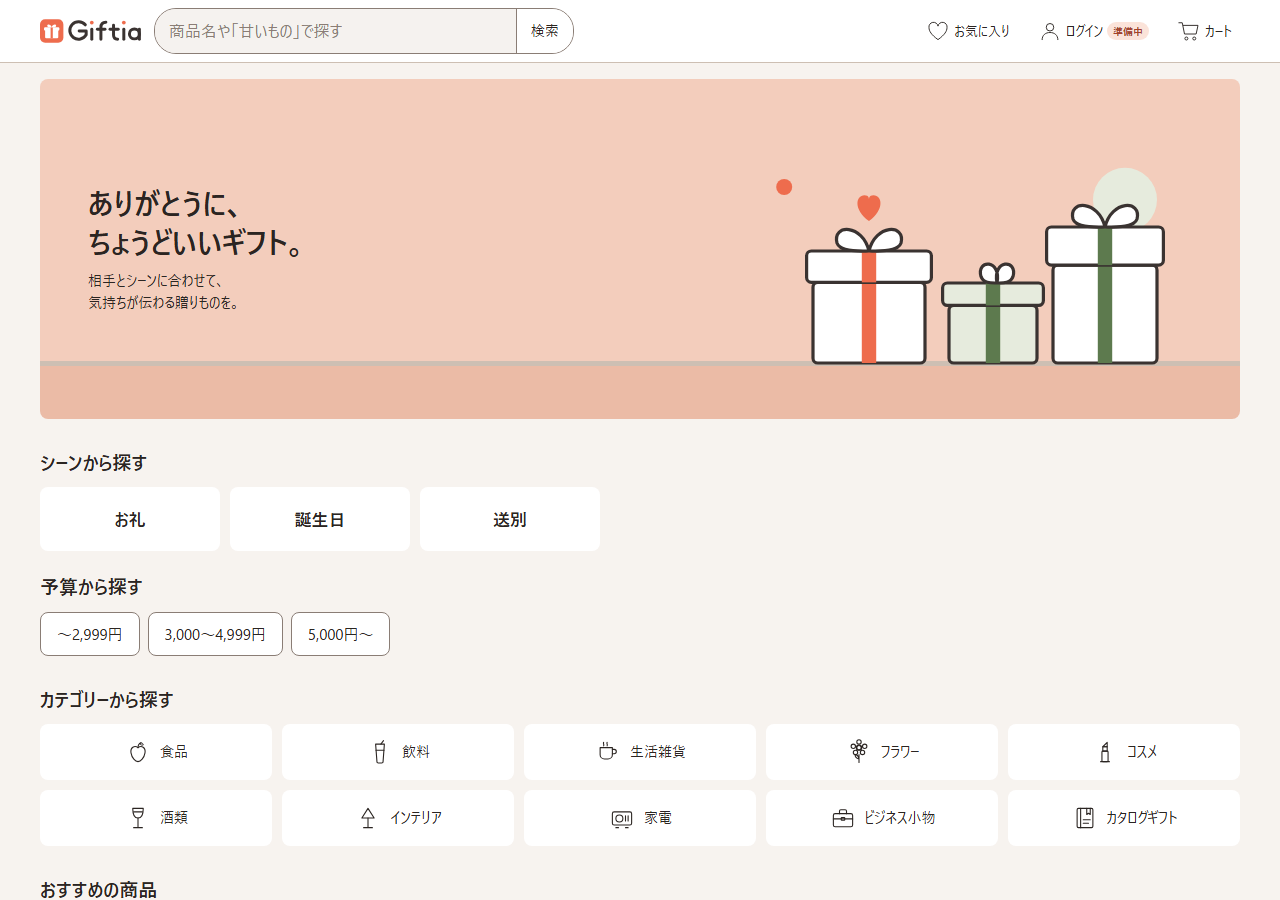 Giftia
商品名や「甘いもの」で探す
検索
お気に入り
ログイン 準備中
カート
ありがとうに、
ちょうどいいギフト。
相手とシーンに合わせて、
気持ちが伝わる贈りものを。
シーンから探す
お礼
誕生日
送別
予算から探す
～2,999円
3,000～4,999円
5,000円～
カテゴリーから探す
食品
飲料
生活雑貨
フラワー
コスメ
酒類
インテリア
家電
ビジネス小物
カタログギフト
おすすめの商品